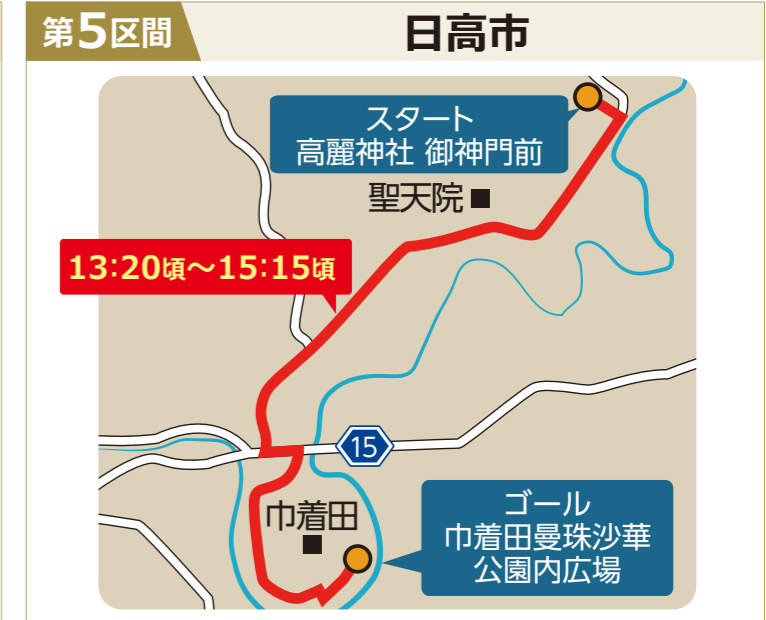 第5区間
日高市
スタート
高麗神社 御神門前
聖天院
13:20頃～15:15頃
15
巾着田
ゴール
巾着田曼珠沙華
公園内広場